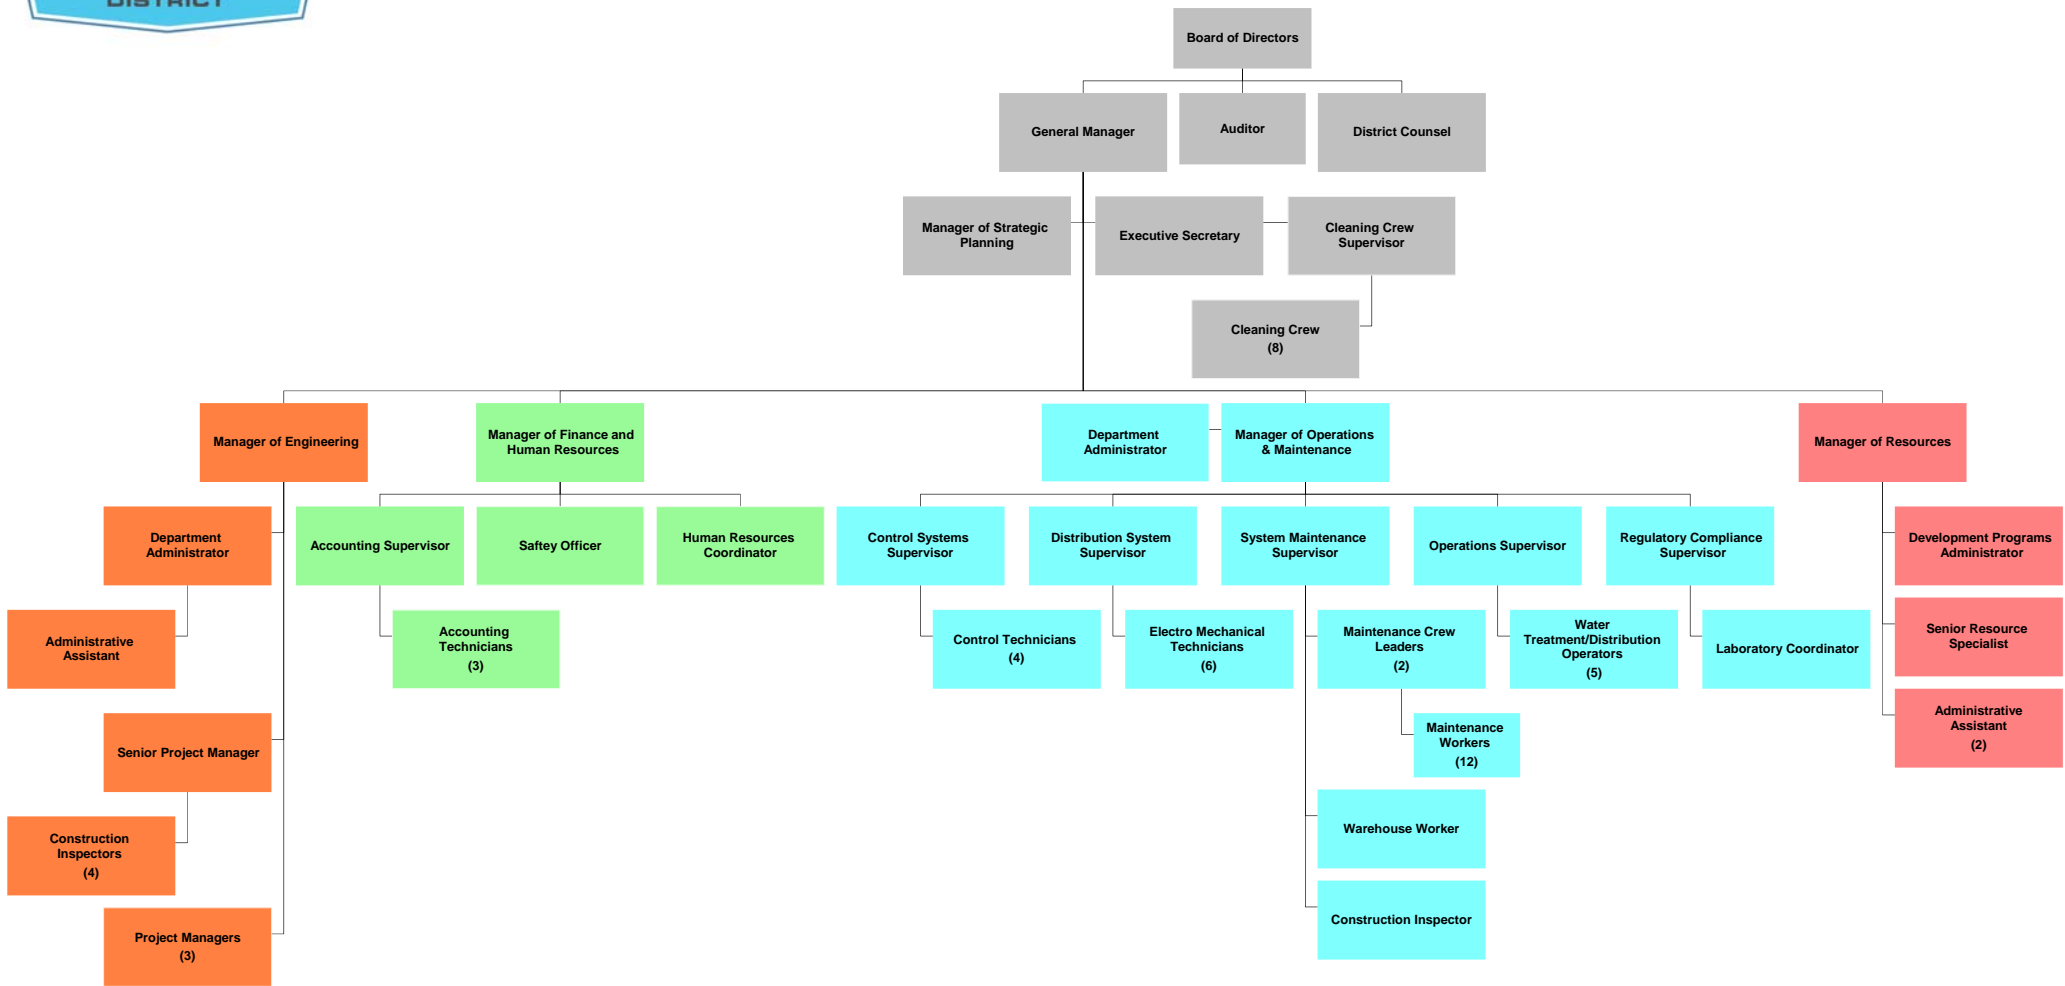 DISTRICT
Board of Directors
General Manager
Auditor
District Counsel
Manager of Strategic
Planning
Executive Secretary
Cleaning Crew
Supervisor
Cleaning Crew
(8)
Manager of Engineering
Manager of Finance and
Human Resources
Department
Administrator
Manager of Operations
& Maintenance
Manager of Resources
Department
Administrator
Accounting Supervisor
Saftey Officer
Human Resources
Coordinator
Control Systems
Supervisor
Distribution System
Supervisor
System Maintenance
Supervisor
Operations Supervisor
Regulatory Compliance
Supervisor
Development Programs
Administrator
Administrative
Assistant
Accounting
Technicians
(3)
Control Technicians
(4)
Electro Mechanical
Technicians
(6)
Maintenance Crew
Leaders
(2)
Water
Treatment/Distribution
Operators
(5)
Laboratory Coordinator
Senior Resource
Specialist
Senior Project Manager
Maintenance
Workers
(12)
Administrative
Assistant
(2)
Construction
Inspectors
(4)
Warehouse Worker
Project Managers
(3)
Construction Inspector